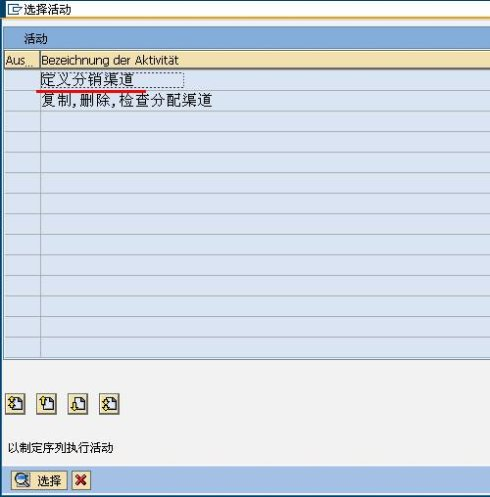 选择活动
活动
Aus... Bezeichnung der Aktivität
定义分销渠道
复制,删除,检查分配渠道
以制定序列执行活动
选择